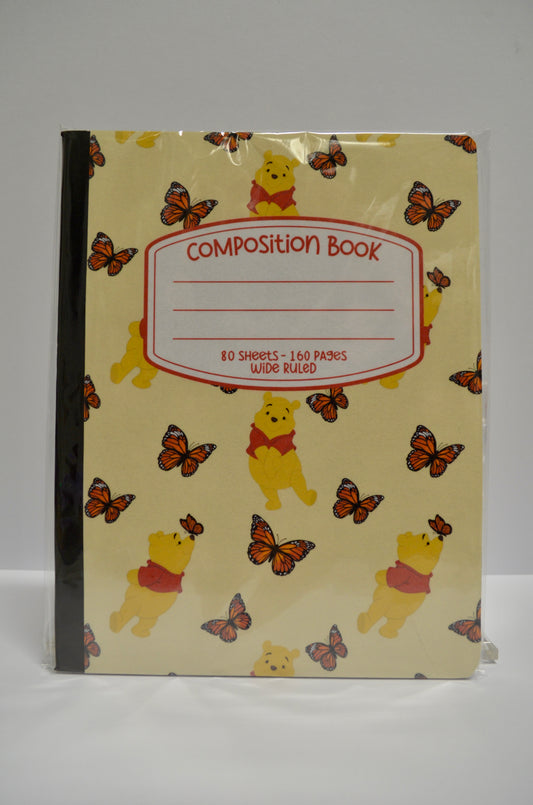 COMPOSITION BOOK
80 SHEETS - 160 PAGES
WIDE RULED